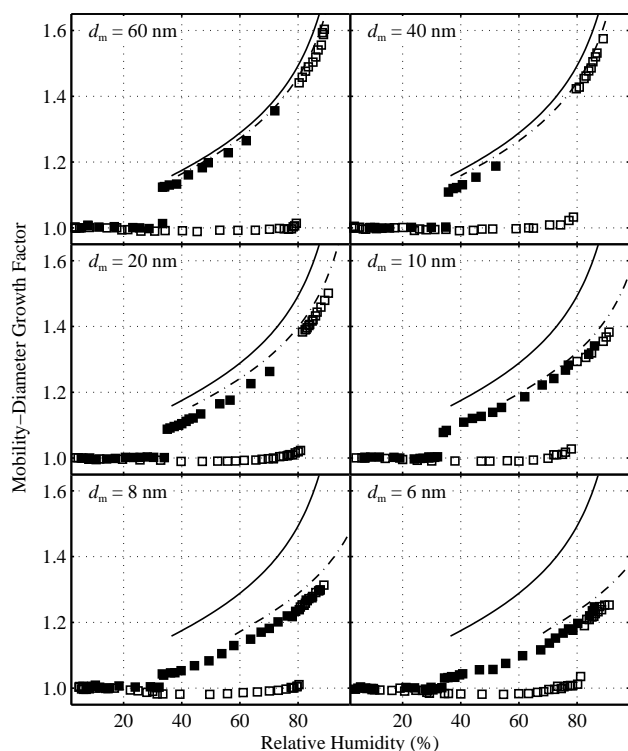 1.6
d_m = 60 nm
d_m = 40 nm
1.4
1.2
1.0
1.6
d_m = 20 nm
d_m = 10 nm
1.4
1.2
1.0
1.6
d_m = 8 nm
d_m = 6 nm
1.4
1.2
1.0
Mobility−Diameter Growth Factor
20 40 60 80 20 40 60 80
Relative Humidity (%) Relative Humidity (%)